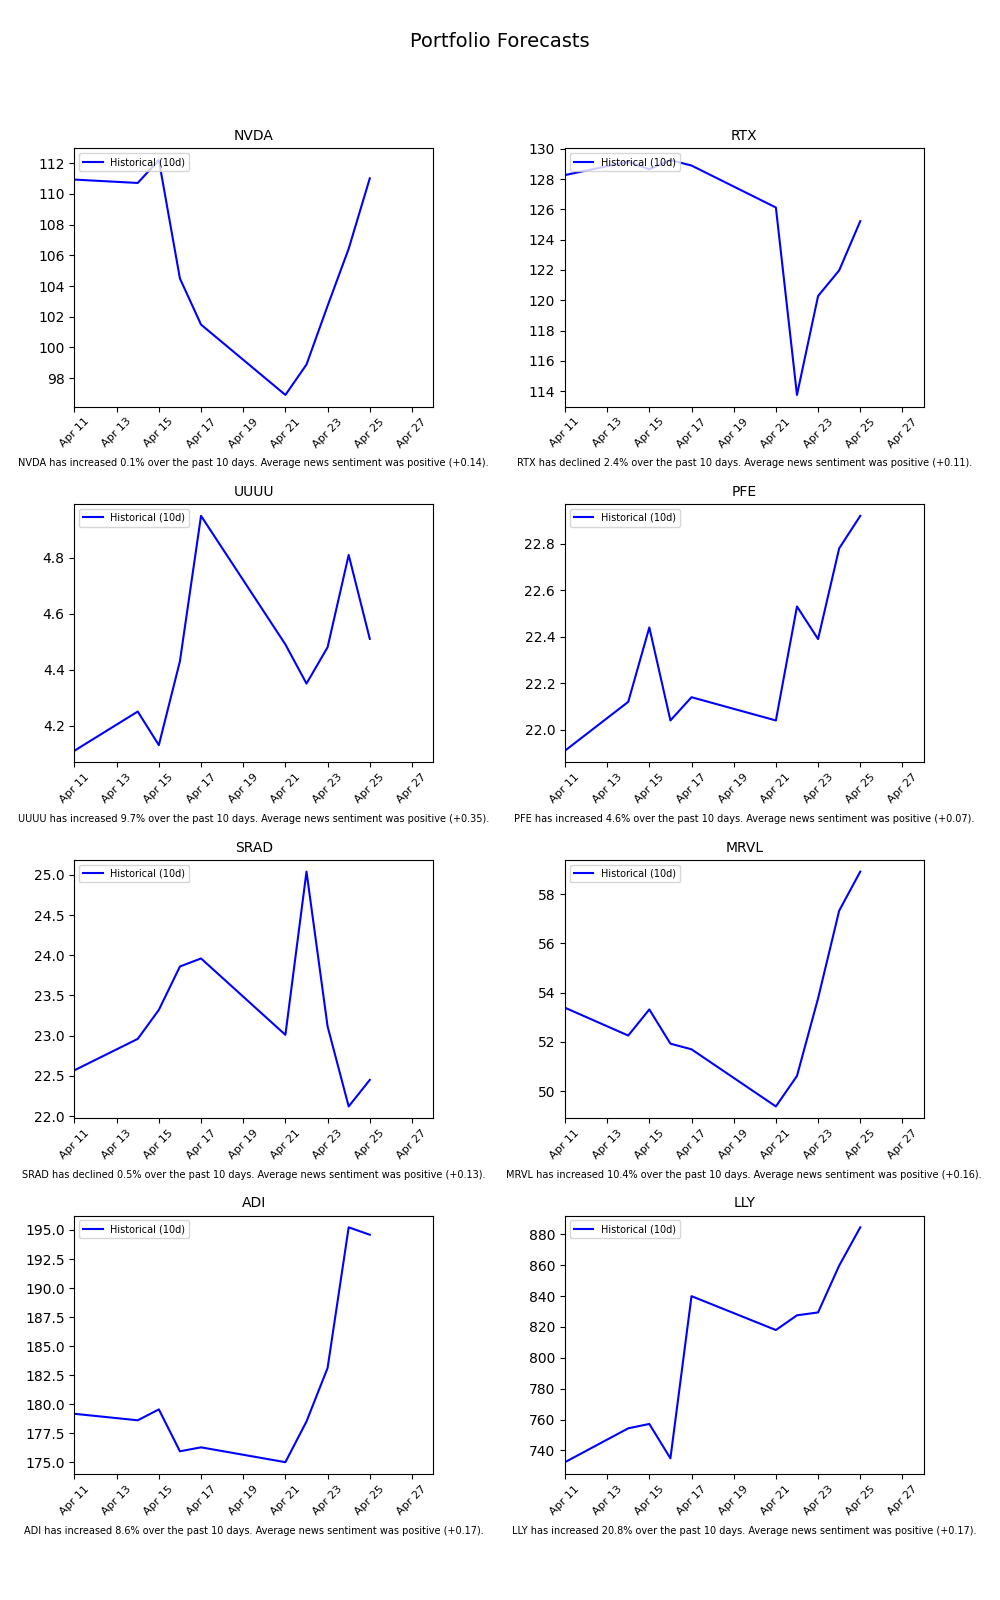 Portfolio Forecasts
NVDA
Historical (10d)
112
110
108
106
104
102
100
98
Apr 11
Apr 13
Apr 15
Apr 17
Apr 19
Apr 21
Apr 23
Apr 25
Apr 27
NVDA has increased 0.1% over the past 10 days. Average news sentiment was positive (+0.14).
RTX
Historical (10d)
130
128
126
124
122
120
118
116
114
Apr 11
Apr 13
Apr 15
Apr 17
Apr 19
Apr 21
Apr 23
Apr 25
Apr 27
RTX has declined 2.4% over the past 10 days. Average news sentiment was positive (+0.11).
UUUU
Historical (10d)
4.8
4.6
4.4
4.2
Apr 11
Apr 13
Apr 15
Apr 17
Apr 19
Apr 21
Apr 23
Apr 25
Apr 27
UUUU has increased 9.7% over the past 10 days. Average news sentiment was positive (+0.35).
PFE
Historical (10d)
22.8
22.6
22.4
22.2
22.0
Apr 11
Apr 13
Apr 15
Apr 17
Apr 19
Apr 21
Apr 23
Apr 25
Apr 27
PFE has increased 4.6% over the past 10 days. Average news sentiment was positive (+0.07).
SRAD
Historical (10d)
25.0
24.5
24.0
23.5
23.0
22.5
22.0
Apr 11
Apr 13
Apr 15
Apr 17
Apr 19
Apr 21
Apr 23
Apr 25
Apr 27
SRAD has declined 0.5% over the past 10 days. Average news sentiment was positive (+0.13).
MRVL
Historical (10d)
58
56
54
52
50
Apr 11
Apr 13
Apr 15
Apr 17
Apr 19
Apr 21
Apr 23
Apr 25
Apr 27
MRVL has increased 10.4% over the past 10 days. Average news sentiment was positive (+0.16).
ADI
Historical (10d)
195.0
192.5
190.0
187.5
185.0
182.5
180.0
177.5
175.0
Apr 11
Apr 13
Apr 15
Apr 17
Apr 19
Apr 21
Apr 23
Apr 25
Apr 27
ADI has increased 8.6% over the past 10 days. Average news sentiment was positive (+0.17).
LLY
Historical (10d)
880
860
840
820
800
780
760
740
Apr 11
Apr 13
Apr 15
Apr 17
Apr 19
Apr 21
Apr 23
Apr 25
Apr 27
LLY has increased 20.8% over the past 10 days. Average news sentiment was positive (+0.17).